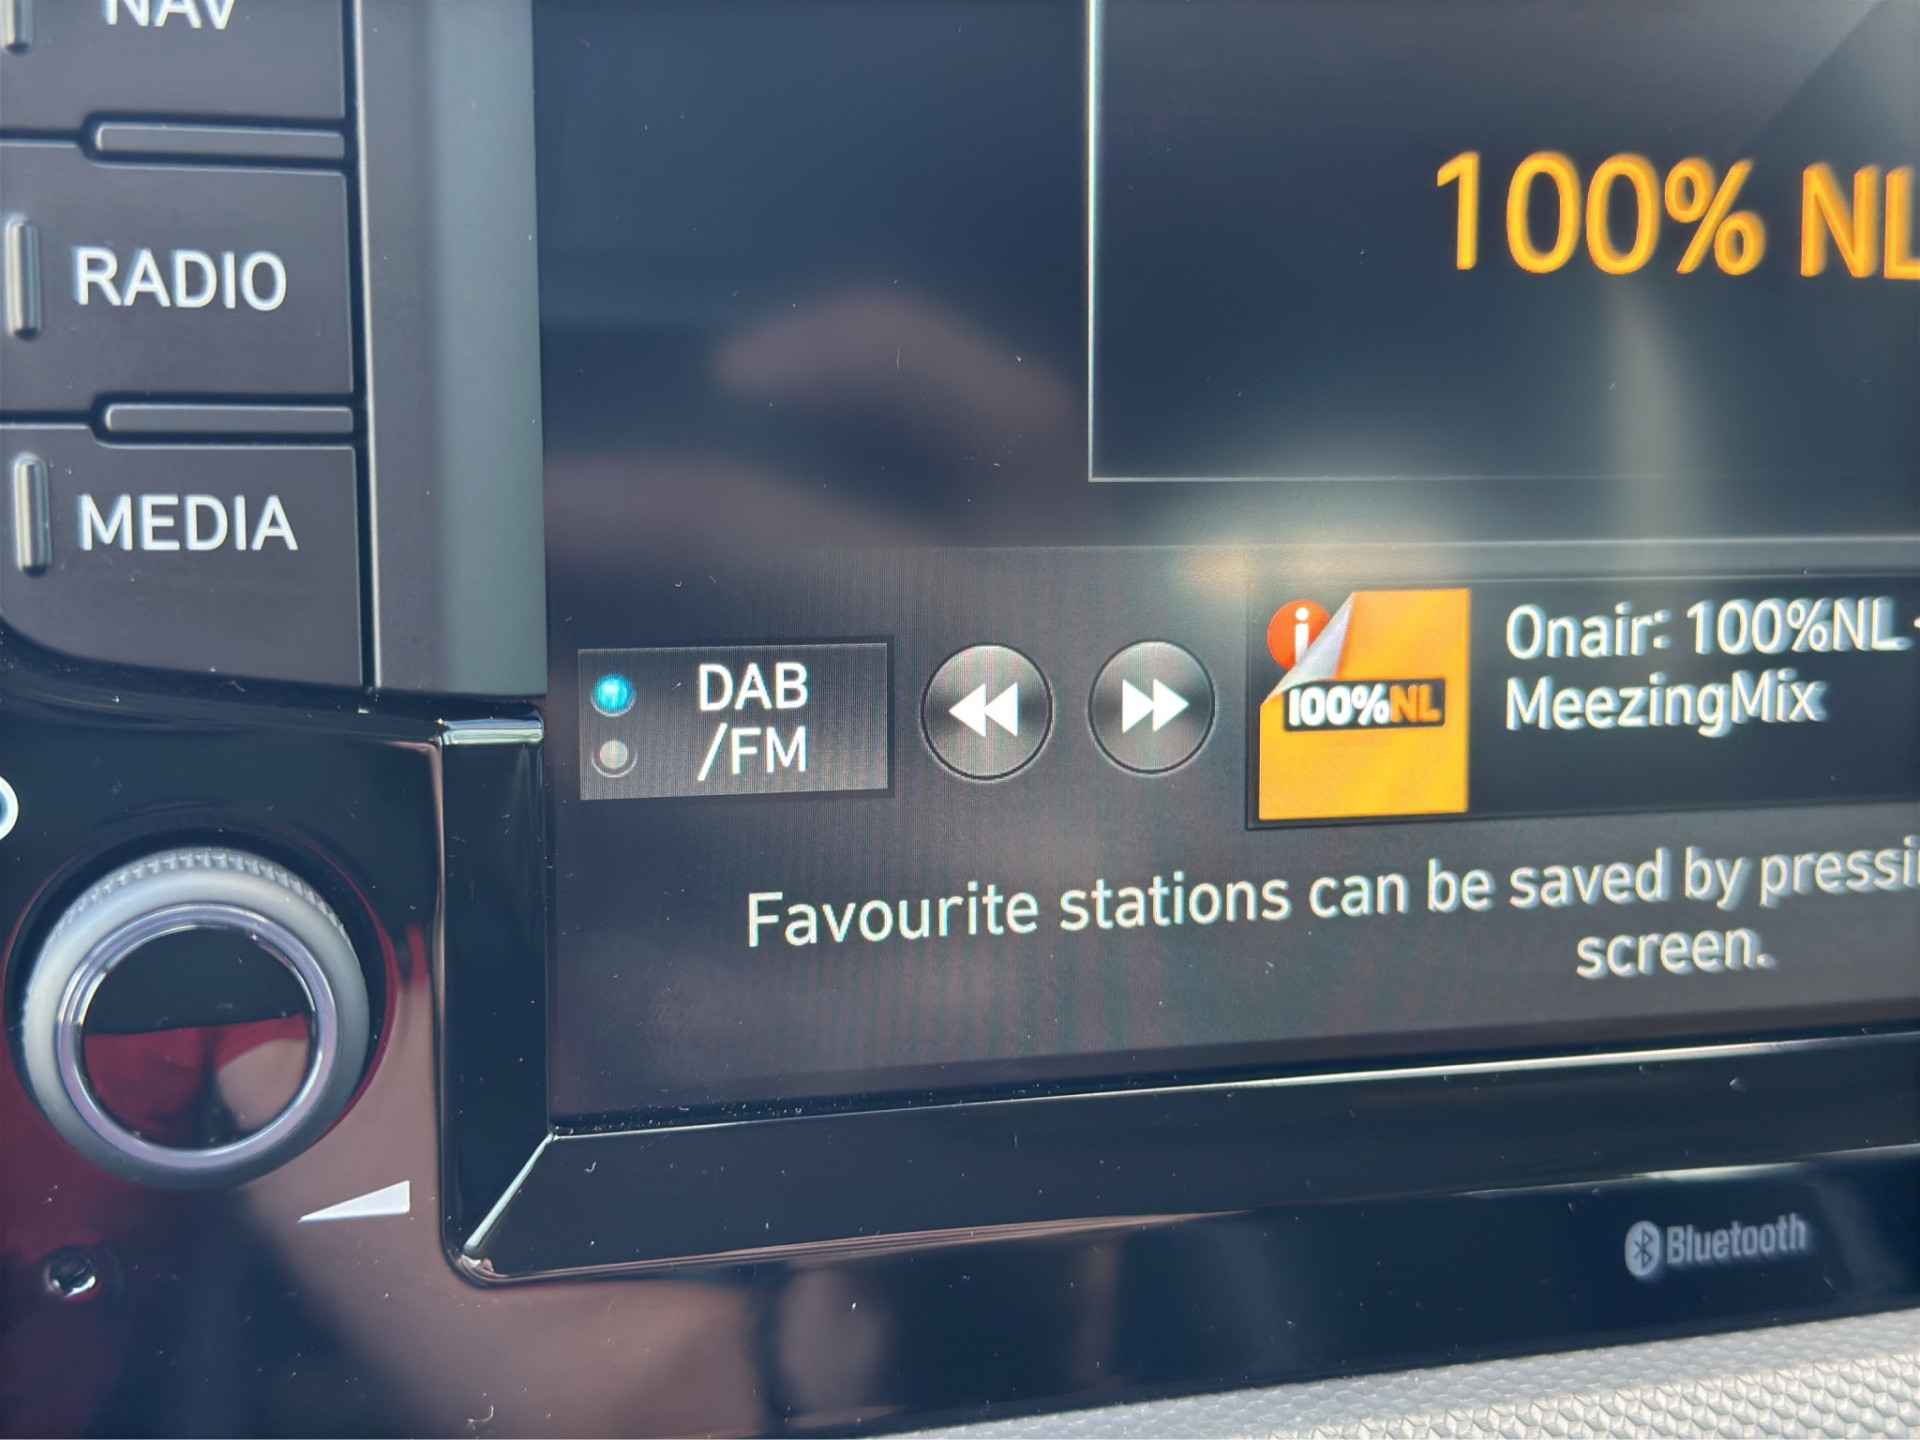 NAV
RADIO
MEDIA
100% NL
DAB
/FM
i
100%NL
Onair: 100%NL -
MeezingMix
Favourite stations can be saved by pressi
screen.
Bluetooth